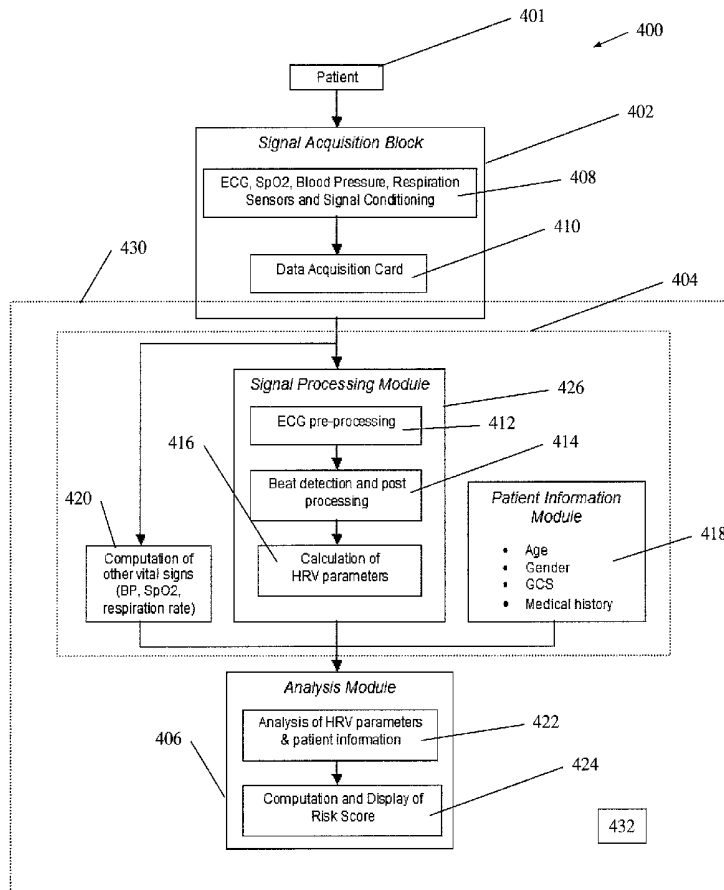 401
400
Patient
402
Signal Acquisition Block
ECG, SpO2, Blood Pressure, Respiration
Sensors and Signal Conditioning
408
410
Data Acquisition Card
430
404
Signal Processing Module
426
ECG pre-processing
412
416
414
Beat detection and post
processing
420
Patient Information
Module
Computation of
other vital signs
(BP, SpO2,
respiration rate)
Calculation of
HRV parameters
• Age
• Gender
• GCS
• Medical history
418
Analysis Module
Analysis of HRV parameters
& patient information
422
406
424
Computation and Display of
Risk Score
432